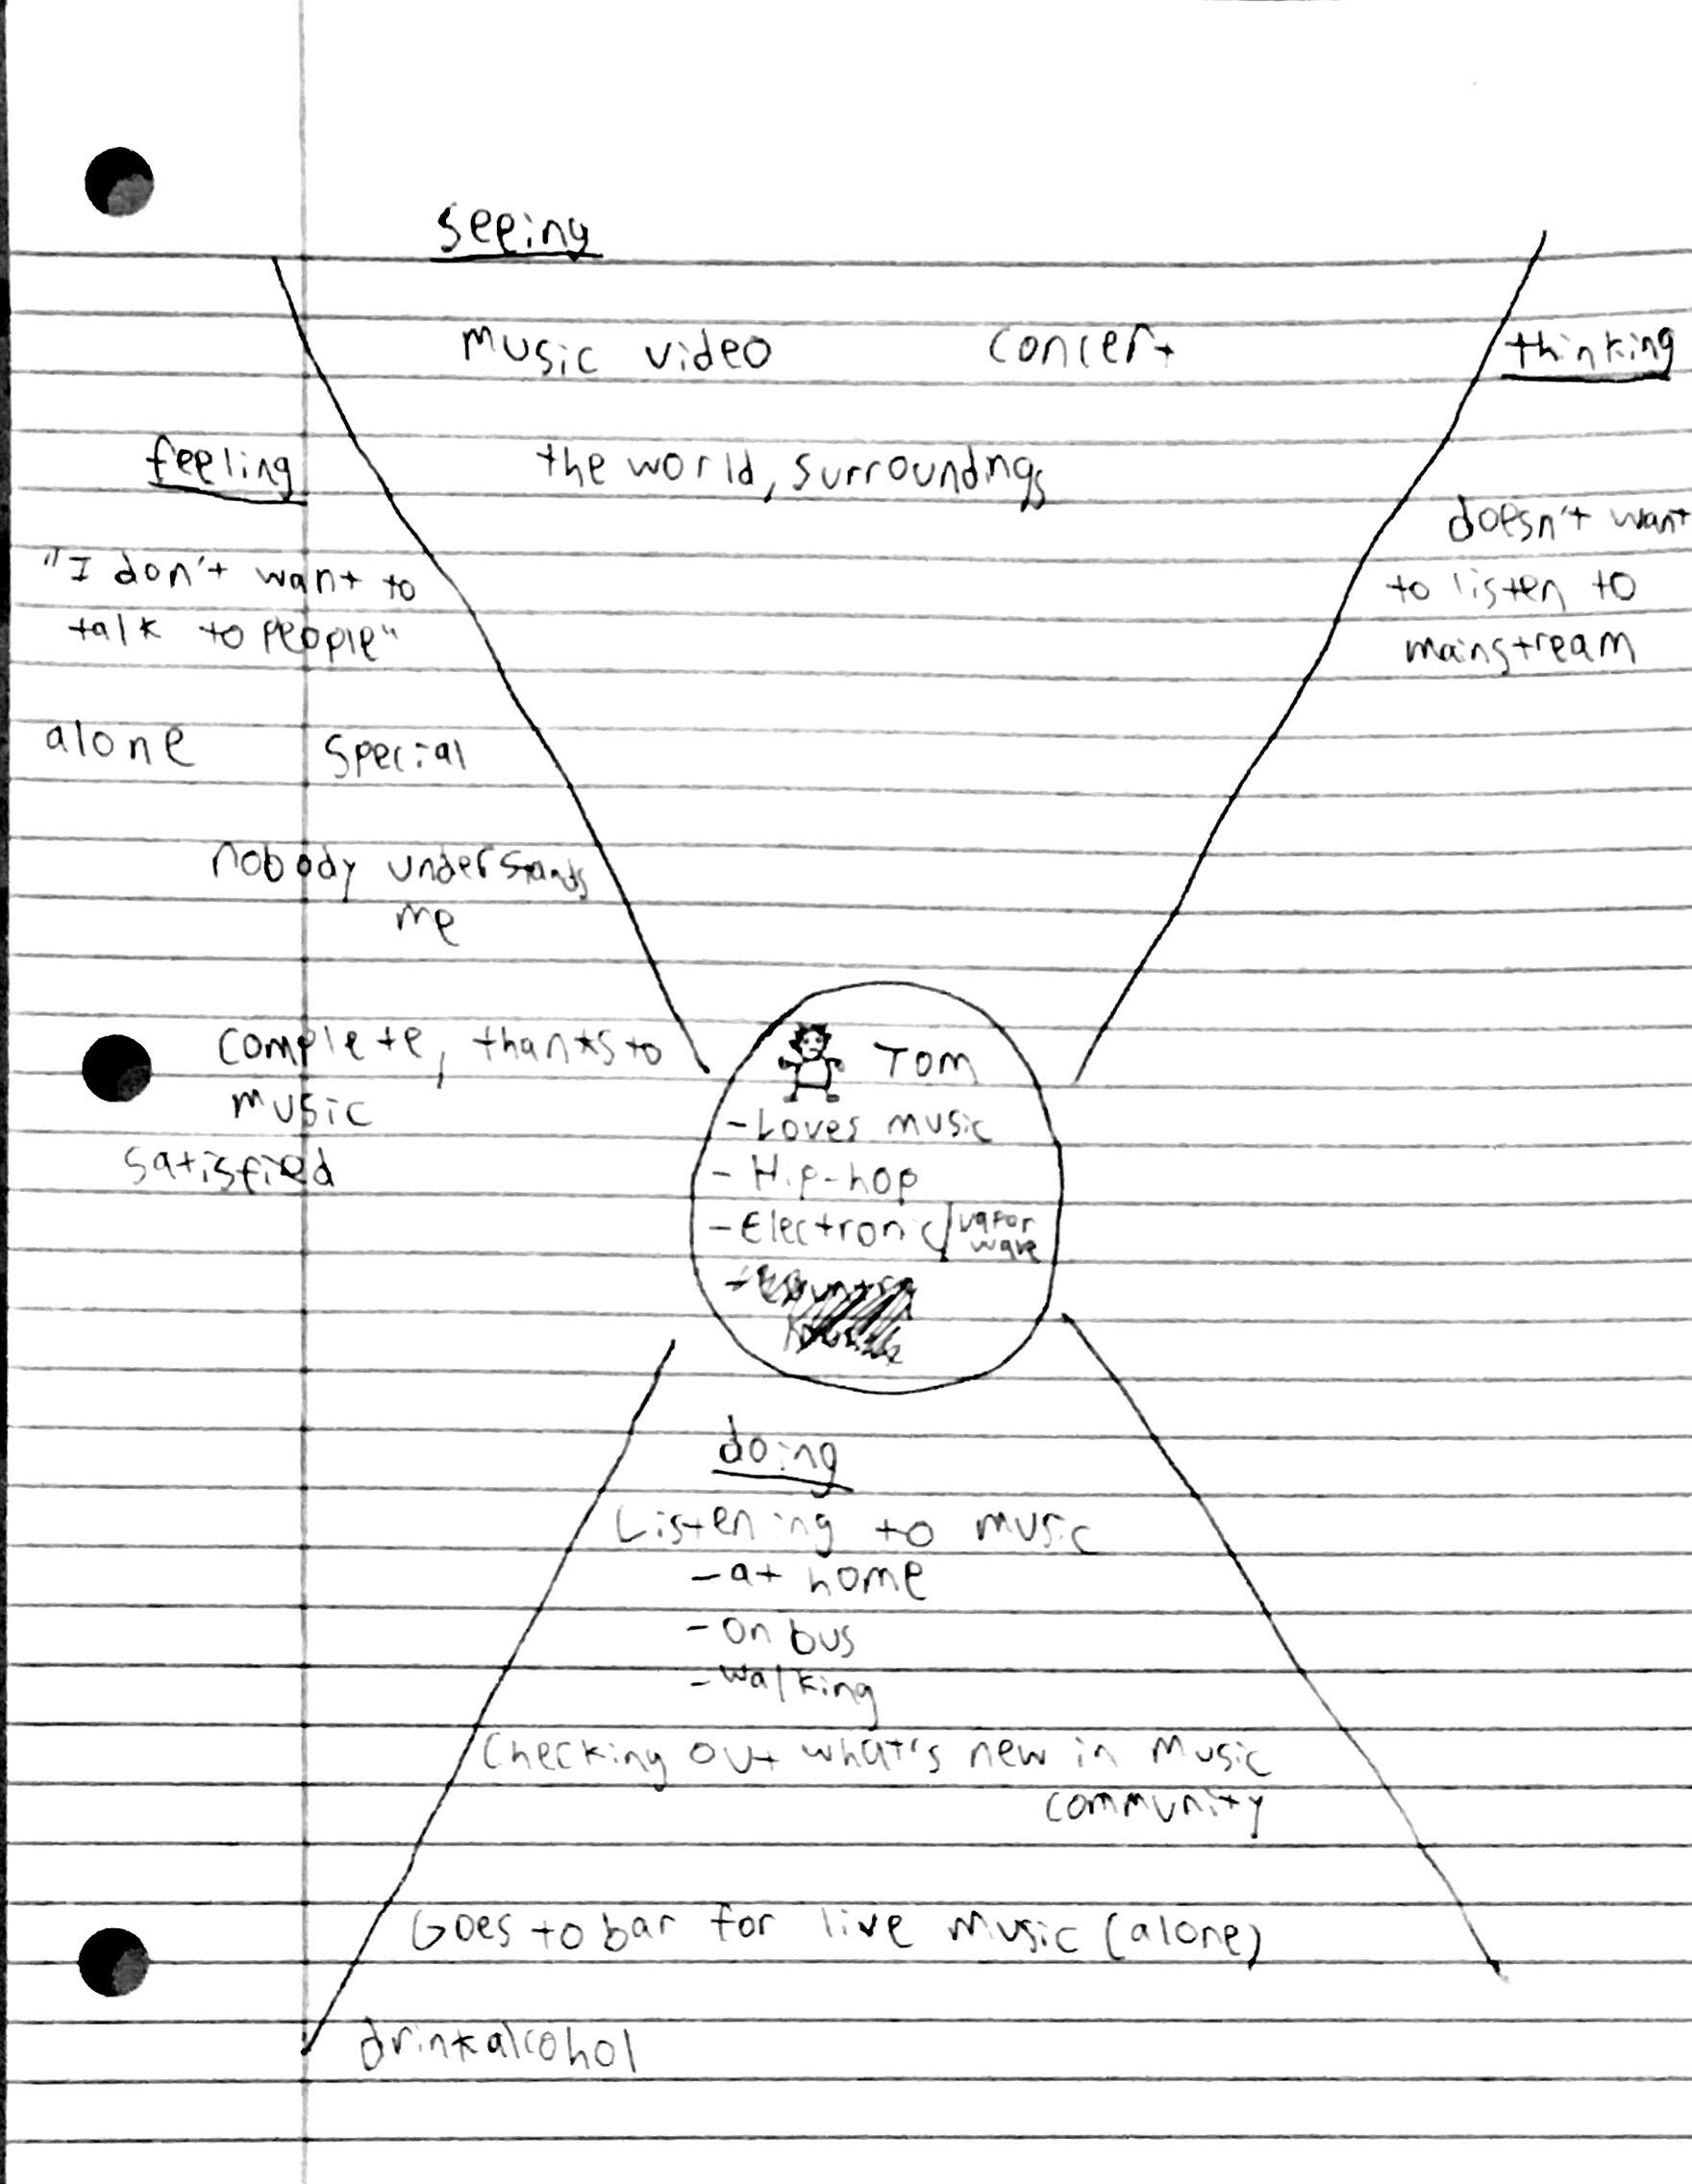 seeing
music video concert
the world, surroundngs
thinking
doesn't want
to listen to
mainstream
feeling
"I don't want to
talk to people"
alone special
nobody understands
me
complete, thanks to
music
satisfied
Tom
- Loves music
- Hip-hop
- Electronic/vapor
wave
doing
Listening to music
- at home
- on bus
- walking
Checking out what's new in music
community
Goes to bar for live music (alone)
drink alcohol